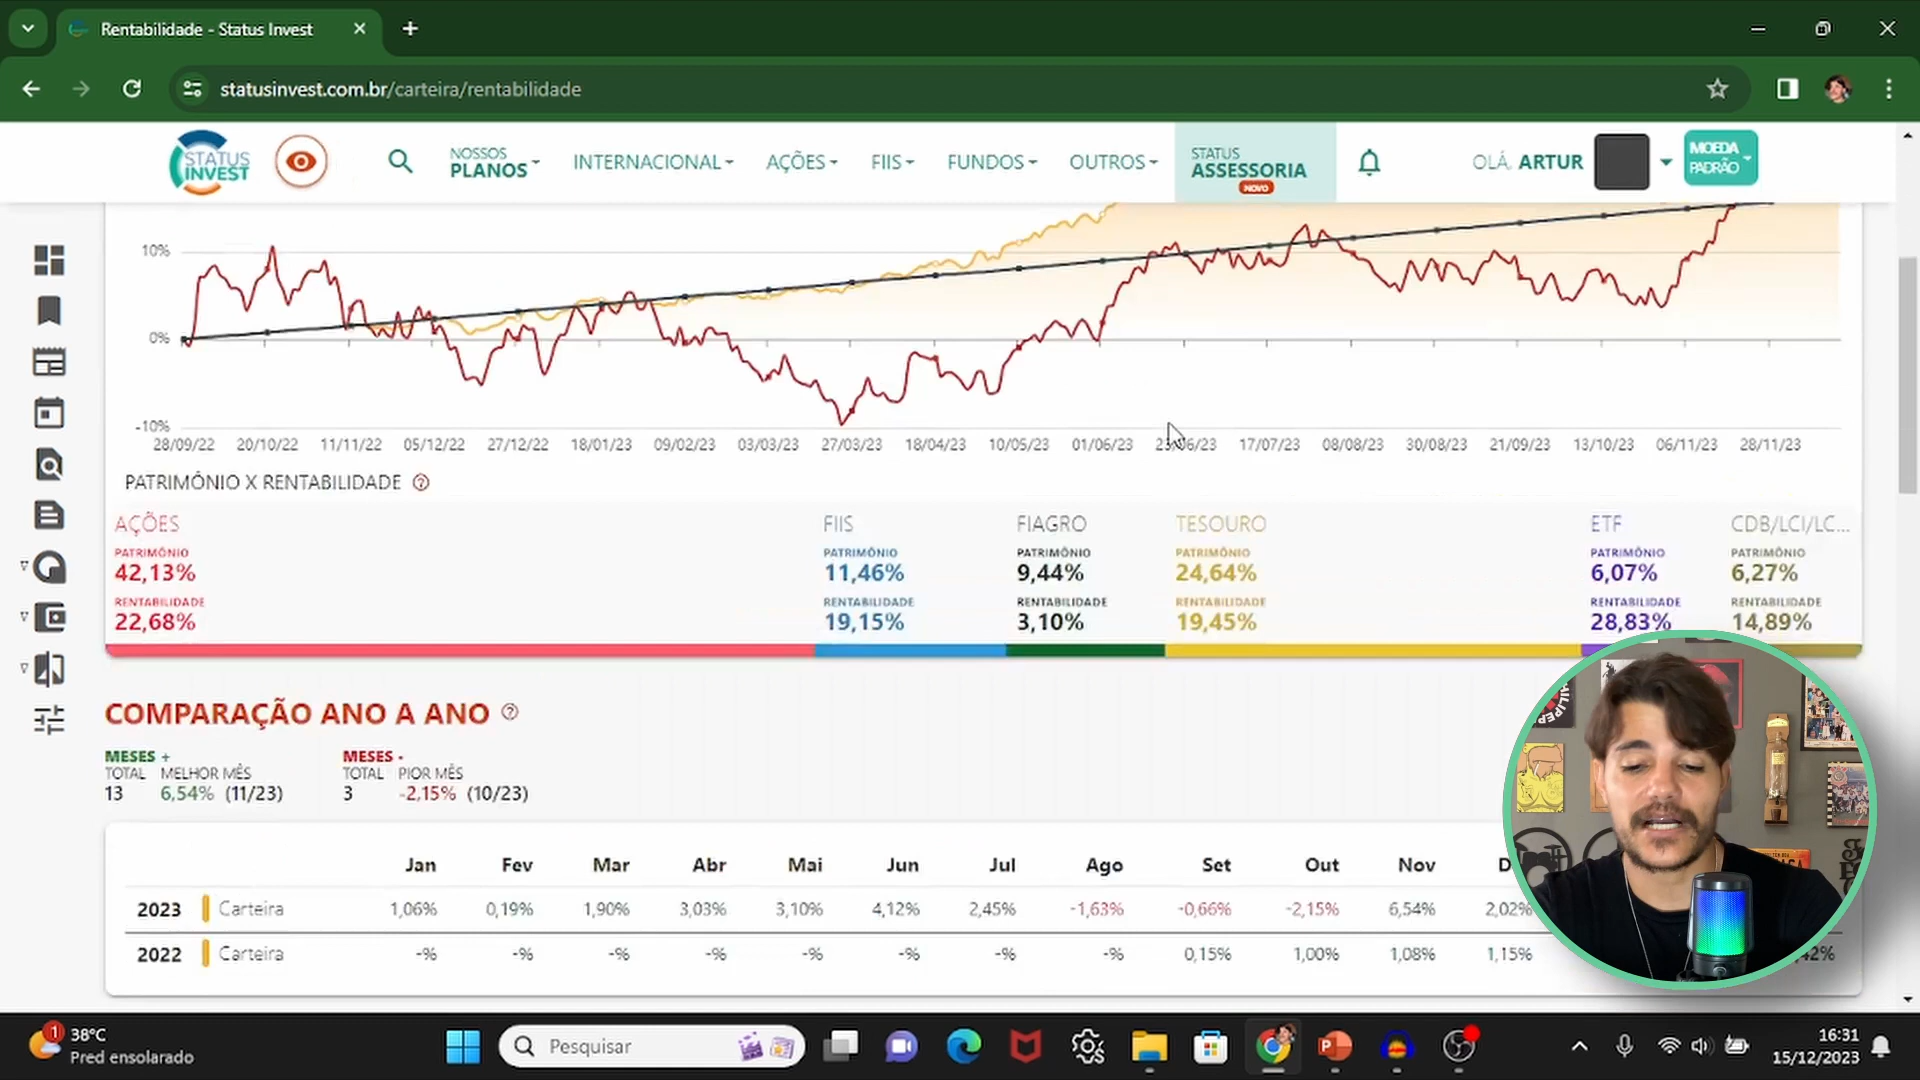 Rentabilidade - Status Invest
statusinvest.com.br/carteira/rentabilidade
STATUS
INVEST
NOSSOS
PLANOS
INTERNACIONAL
AÇÕES
FIIS
FUNDOS
OUTROS
STATUS
ASSESSORIA
NOVO
OLÁ, ARTUR
MOEDA
PADRÃO
10%
0%
-10%
28/09/22 20/10/22 11/11/22 05/12/22 27/12/22 18/01/23 09/02/23 03/03/23 27/03/23 18/04/23 10/05/23 01/06/23 23/06/23 17/07/23 08/08/23 30/08/23 21/09/23 13/10/23 06/11/23 28/11/23
PATRIMÔNIO X RENTABILIDADE
AÇÕES FIIS FIAGRO TESOURO ETF CDB/LCI/LC...
PATRIMÔNIO PATRIMÔNIO PATRIMÔNIO PATRIMÔNIO PATRIMÔNIO PATRIMÔNIO
42,13% 11,46% 9,44% 24,64% 6,07% 6,27%
RENTABILIDADE RENTABILIDADE RENTABILIDADE RENTABILIDADE RENTABILIDADE RENTABILIDADE
22,68% 19,15% 3,10% 19,45% 28,83% 14,89%
COMPARAÇÃO ANO A ANO
MESES + MESES -
TOTAL MELHOR MÊS TOTAL PIOR MÊS
13 6,54% (11/23) 3 -2,15% (10/23)
Jan Fev Mar Abr Mai Jun Jul Ago Set Out Nov D
2023 Carteira 1,06% 0,19% 1,90% 3,03% 3,10% 4,12% 2,45% -1,63% -0,66% -2,15% 6,54% 2,02%
2022 Carteira -% -% -% -% -% -% -% -% 0,15% 1,00% 1,08% 1,15% 42%
1
38°C
Pred ensolarado
Pesquisar
16:31
15/12/2023